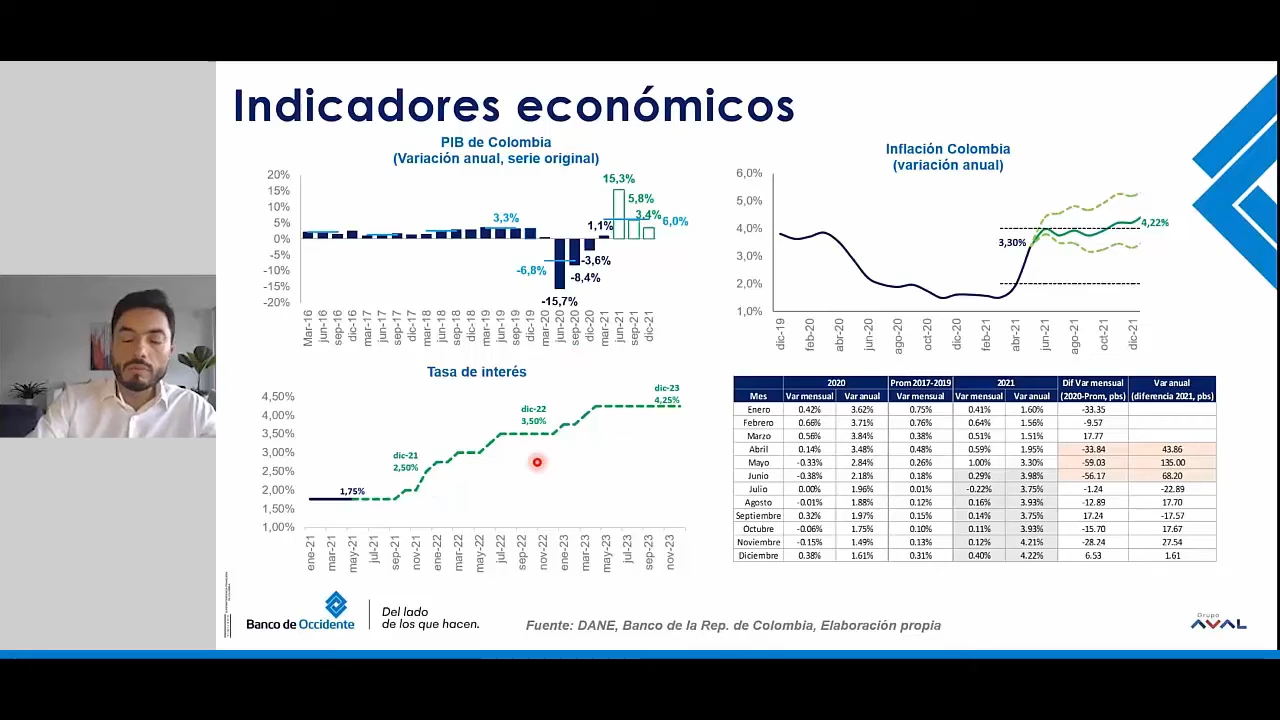 Indicadores económicos
PIB de Colombia
(Variación anual, serie original)
20%
15%
10%
5%
0%
-5%
-10%
-15%
-20%
3,3%
-6,8%
-15,7%
-8,4%
-3,6%
1,1%
15,3%
5,8%
3,4%
6,0%
Mar-16
jun-16
sep-16
dic-16
mar-17
jun-17
sep-17
dic-17
mar-18
jun-18
sep-18
dic-18
mar-19
jun-19
sep-19
dic-19
mar-20
jun-20
sep-20
dic-20
mar-21
jun-21
sep-21
dic-21
Inflación Colombia
(variación anual)
6,0%
5,0%
4,0%
3,0%
2,0%
1,0%
3,30%
4,22%
dic-19
feb-20
abr-20
jun-20
ago-20
oct-20
dic-20
feb-21
abr-21
jun-21
ago-21
oct-21
dic-21
Tasa de interés
4,50%
4,00%
3,50%
3,00%
2,50%
2,00%
1,50%
1,00%
1,75%
dic-21
2,50%
dic-22
3,50%
dic-23
4,25%
ene-21
mar-21
may-21
jul-21
sep-21
nov-21
ene-22
mar-22
may-22
jul-22
sep-22
nov-22
ene-23
mar-23
may-23
jul-23
sep-23
nov-23
2020 Prom 2017-2019 2021 Dif Var mensual Var anual
Mes Var mensual Var anual Var mensual Var mensual Var anual (2020-Prom, pbs) (diferencia 2021, pbs)
Enero 0.42% 3.62% 0.75% 0.41% 1.60% -33.35
Febrero 0.66% 3.71% 0.76% 0.64% 1.56% -9.57
Marzo 0.56% 3.84% 0.38% 0.51% 1.51% 17.77
Abril 0.14% 3.48% 0.48% 0.59% 1.95% -33.84 43.86
Mayo -0.33% 2.84% 0.26% 1.00% 3.30% -59.03 135.00
Junio -0.38% 2.18% 0.18% 0.29% 3.98% -56.17 68.20
Julio 0.00% 1.96% 0.01% -0.22% 3.75% -1.24 -22.89
Agosto -0.01% 1.88% 0.12% 0.16% 3.93% -12.89 17.70
Septiembre 0.32% 1.97% 0.15% 0.14% 3.75% 17.24 -17.57
Octubre -0.06% 1.75% 0.10% 0.11% 3.93% -15.70 17.67
Noviembre -0.15% 1.49% 0.13% 0.12% 4.21% -28.24 27.54
Diciembre 0.38% 1.61% 0.31% 0.40% 4.22% 6.53 1.61
Banco de Occidente
Del lado
de los que hacen.
Fuente: DANE, Banco de la Rep. de Colombia, Elaboración propia
Grupo
AVAL